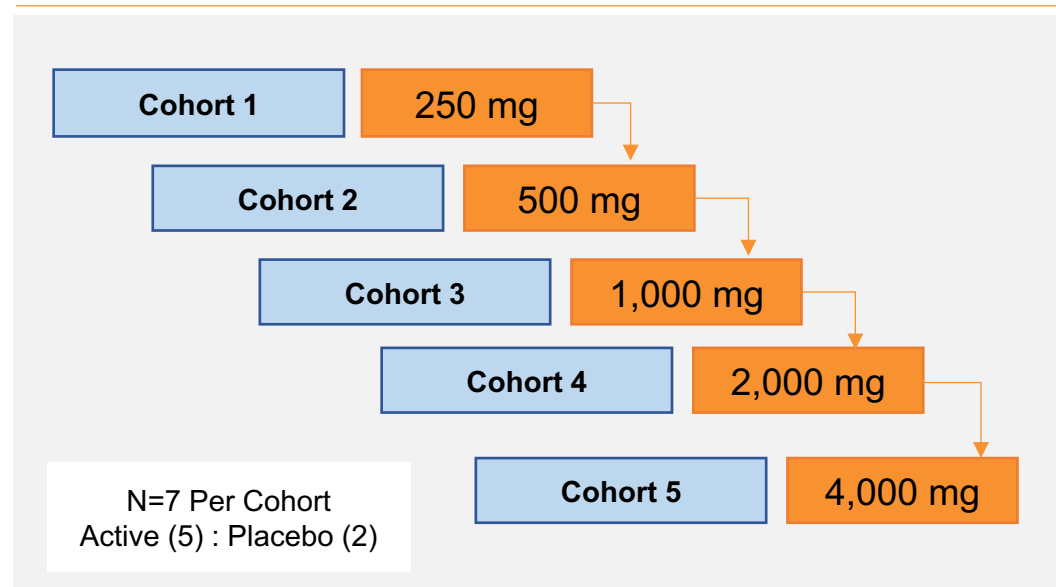 Cohort 1
250 mg
Cohort 2
500 mg
Cohort 3
1,000 mg
Cohort 4
2,000 mg
Cohort 5
4,000 mg
N=7 Per Cohort
Active (5) : Placebo (2)